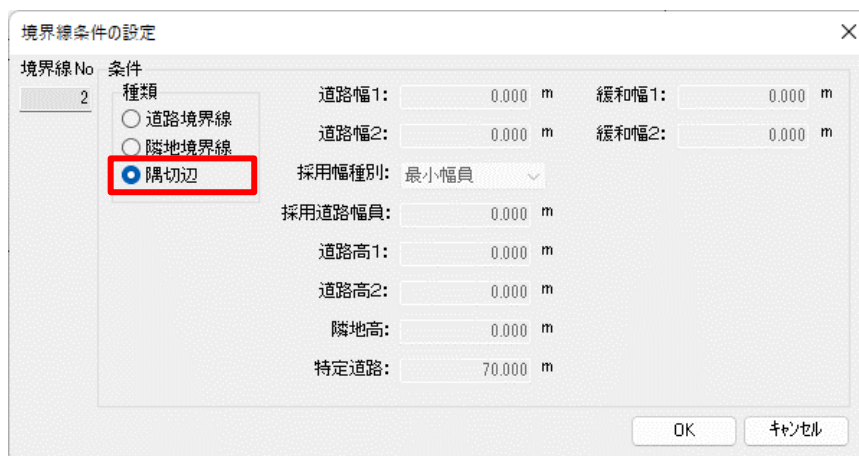 境界線条件の設定
境界線No 条件
2 種類
道路境界線
隣地境界線
隅切辺
道路幅1: 0.000 m 緩和幅1: 0.000 m
道路幅2: 0.000 m 緩和幅2: 0.000 m
採用幅種別: 最小幅員
採用道路幅員: 0.000 m
道路高1: 0.000 m
道路高2: 0.000 m
隣地高: 0.000 m
特定道路: 70.000 m
OK ｷｬﾝｾﾙ